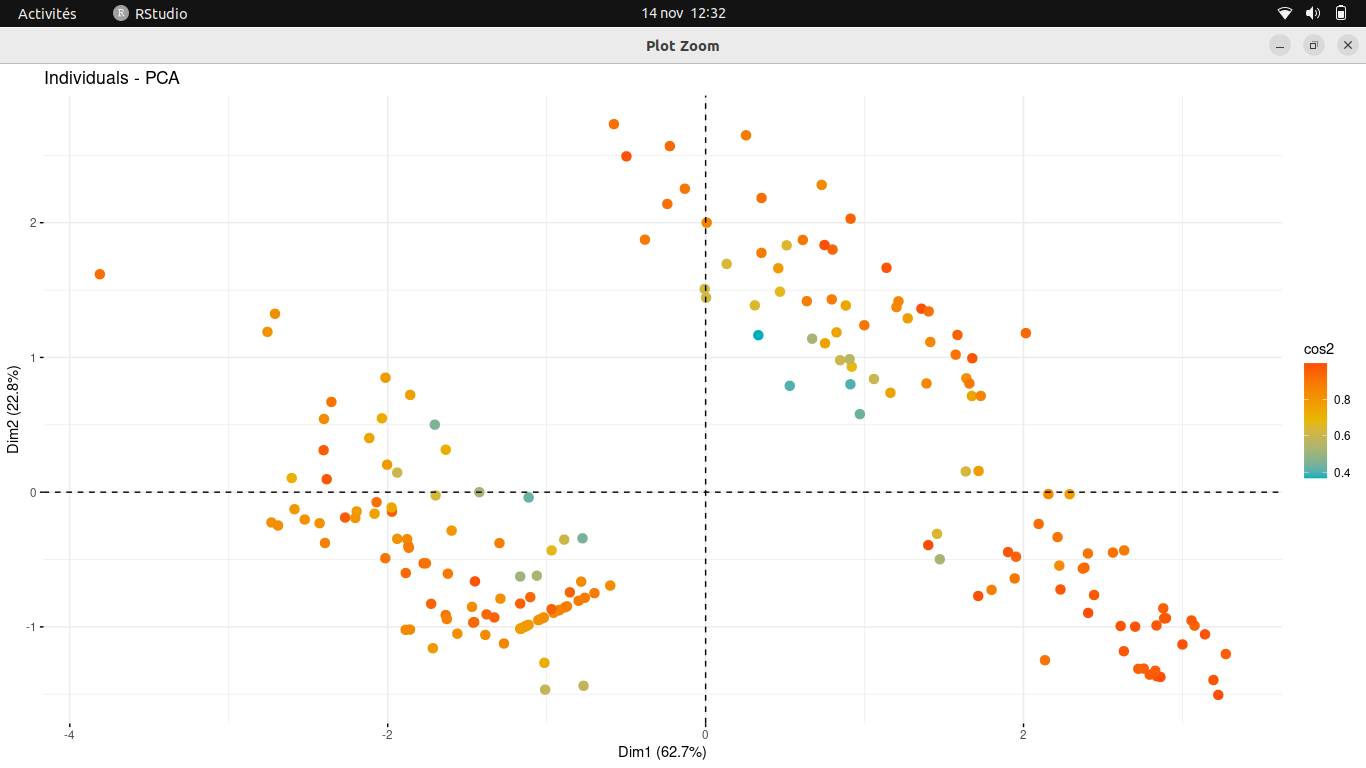 Activités R RStudio 14 nov 12:32
Plot Zoom
Individuals - PCA
2
1
0
-1
Dim2 (22.8%)
-4 -2 0 2
Dim1 (62.7%)
cos2
0.8
0.6
0.4